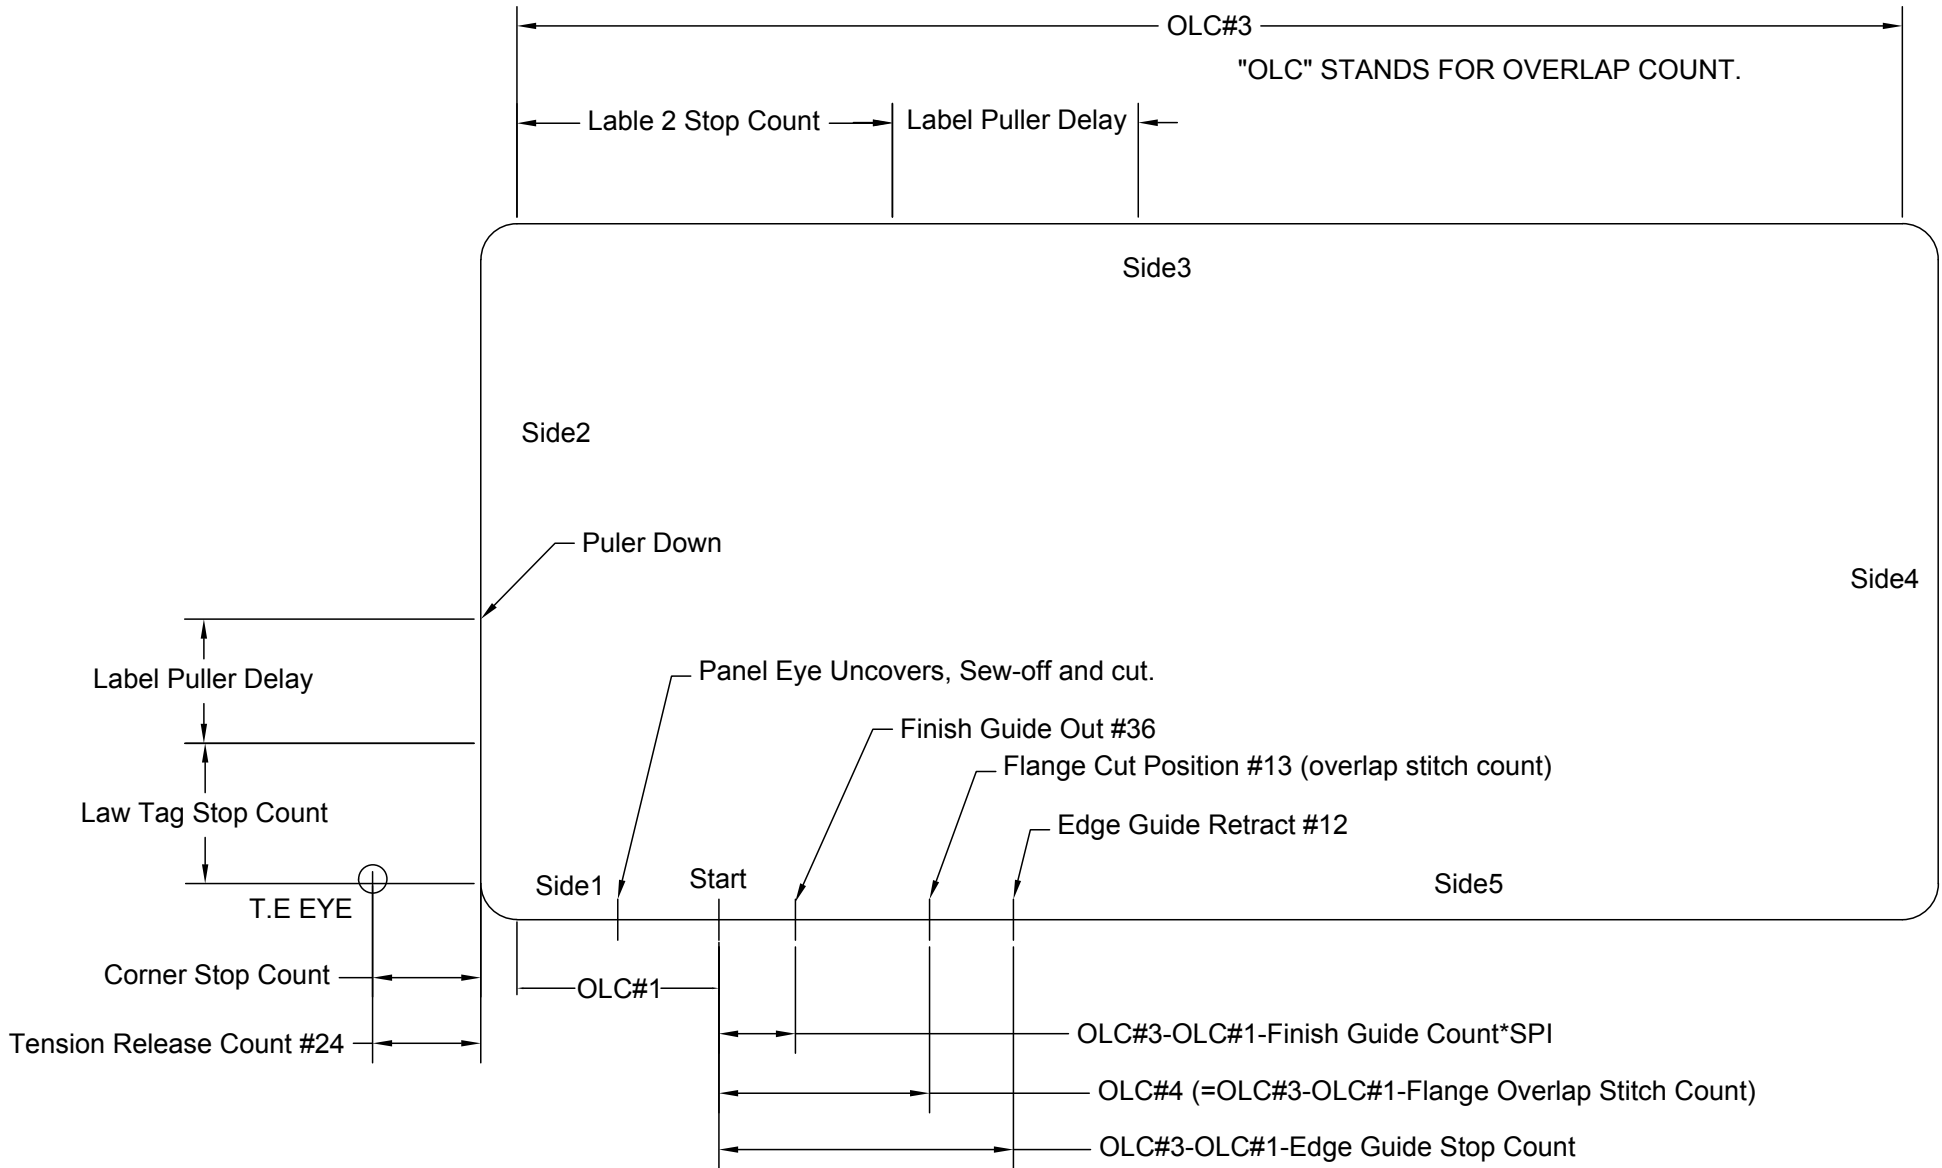 OLC#3
"OLC" STANDS FOR OVERLAP COUNT.
Lable 2 Stop Count
Label Puller Delay
Side3
Side2
Puler Down
Side4
Label Puller Delay
Panel Eye Uncovers, Sew-off and cut.
Finish Guide Out #36
Flange Cut Position #13 (overlap stitch count)
Law Tag Stop Count
Edge Guide Retract #12
Side1
Start
Side5
T.E EYE
Corner Stop Count
OLC#1
Tension Release Count #24
OLC#3-OLC#1-Finish Guide Count*SPI
OLC#4 (=OLC#3-OLC#1-Flange Overlap Stitch Count)
OLC#3-OLC#1-Edge Guide Stop Count